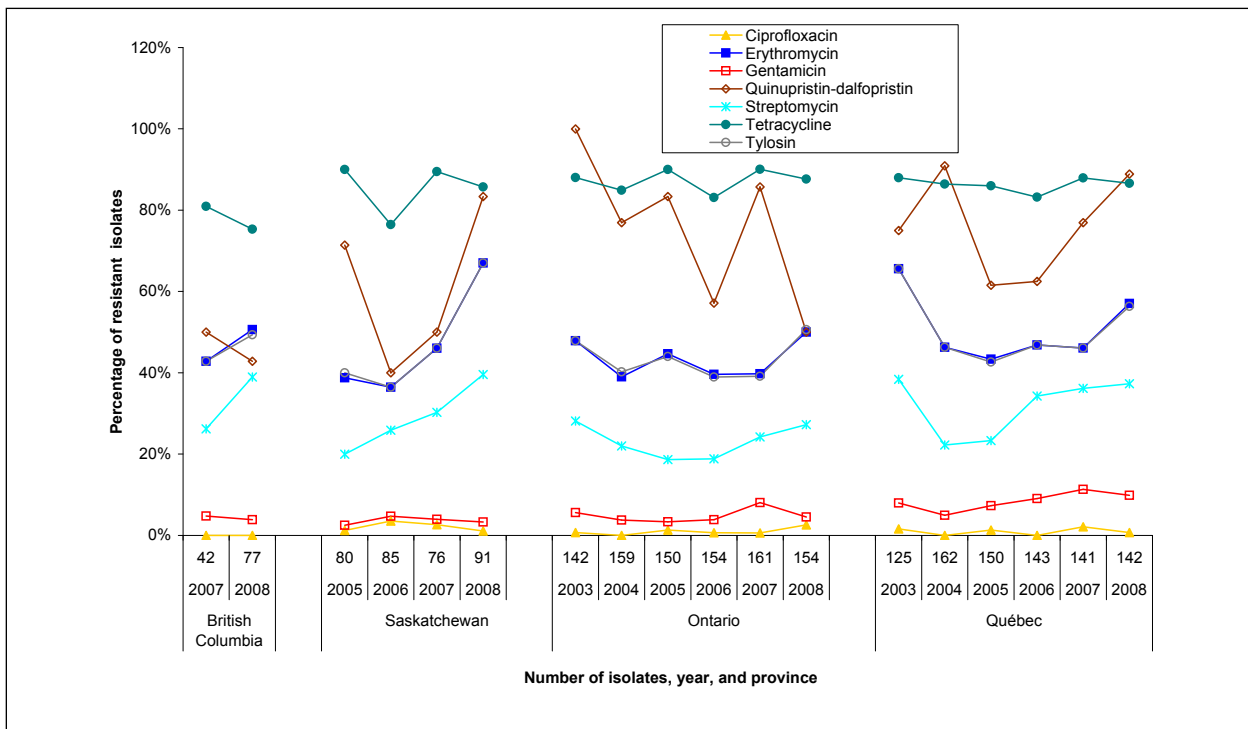 120%
100%
80%
60%
40%
20%
0%
Percentage of resistant isolates
Ciprofloxacin
Erythromycin
Gentamicin
Quinupristin-dalfopristin
Streptomycin
Tetracycline
Tylosin
42 77 80 85 76 91 142 159 150 154 161 154 125 162 150 143 141 142
2007 2008 2005 2006 2007 2008 2003 2004 2005 2006 2007 2008 2003 2004 2005 2006 2007 2008
British Saskatchewan Ontario Québec
Columbia
Number of isolates, year, and province